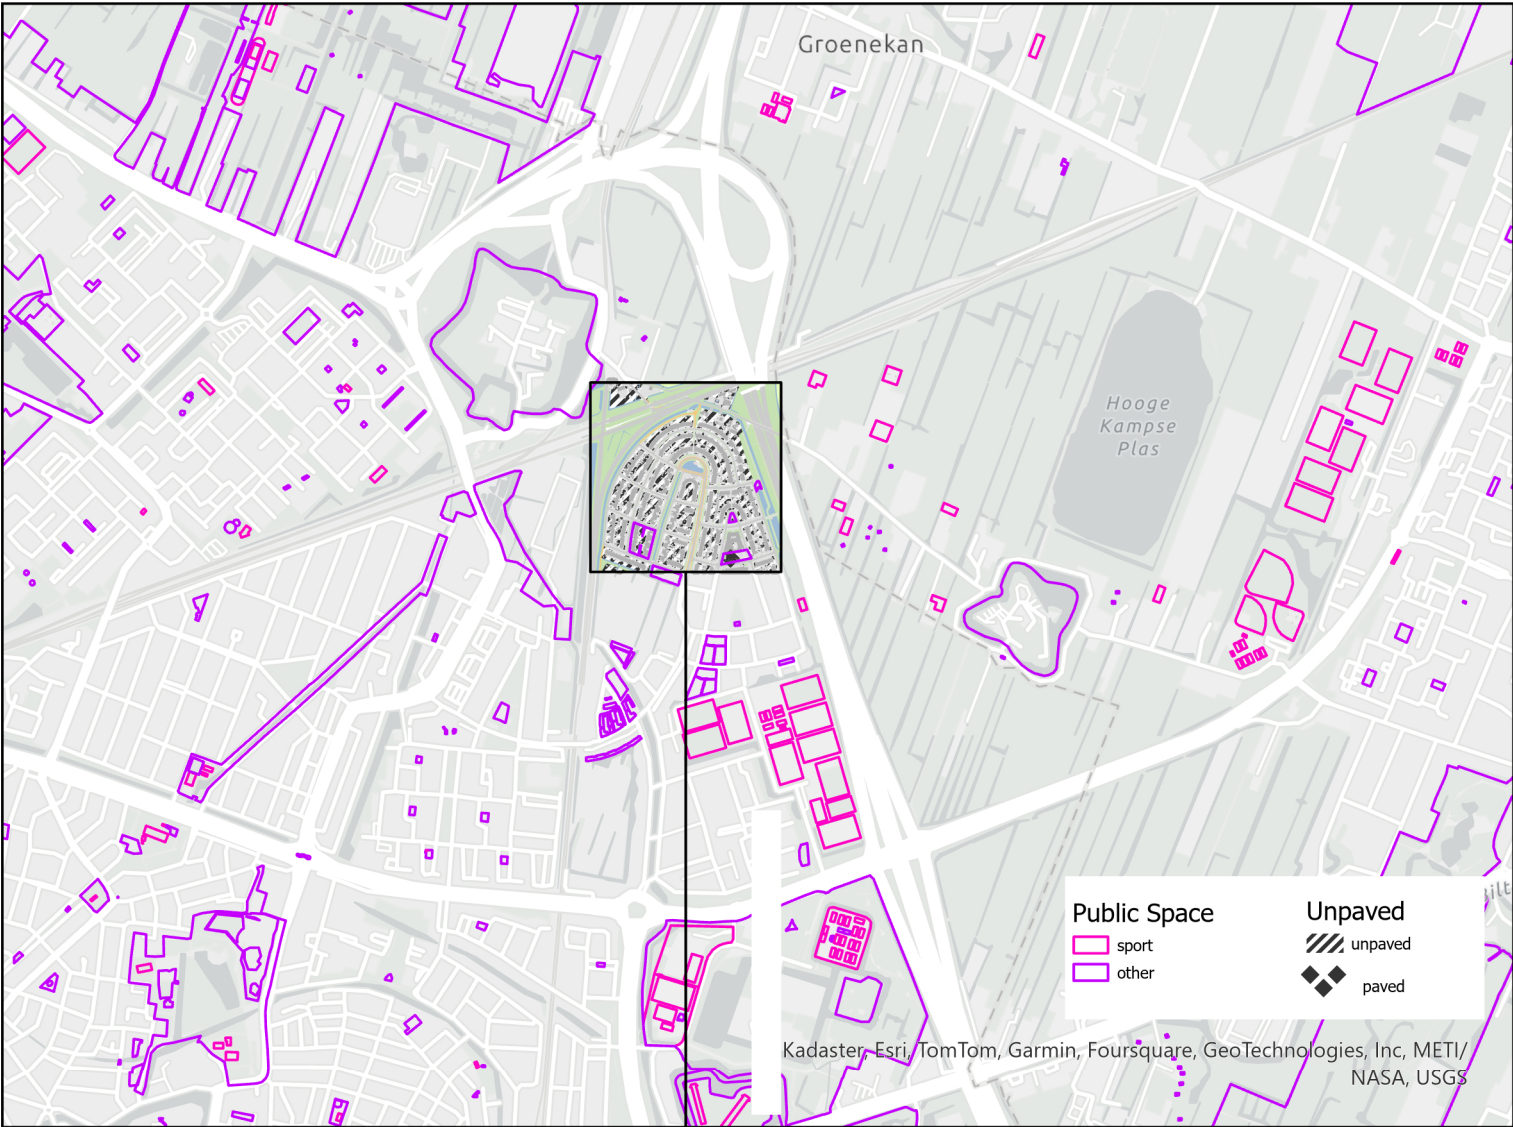 Groenekan
Hooge
Kampse
Plas
Public Space
sport
other
Unpaved
unpaved
paved
Kadaster, Esri, TomTom, Garmin, Foursquare, GeoTechnologies, Inc, METI/
NASA, USGS